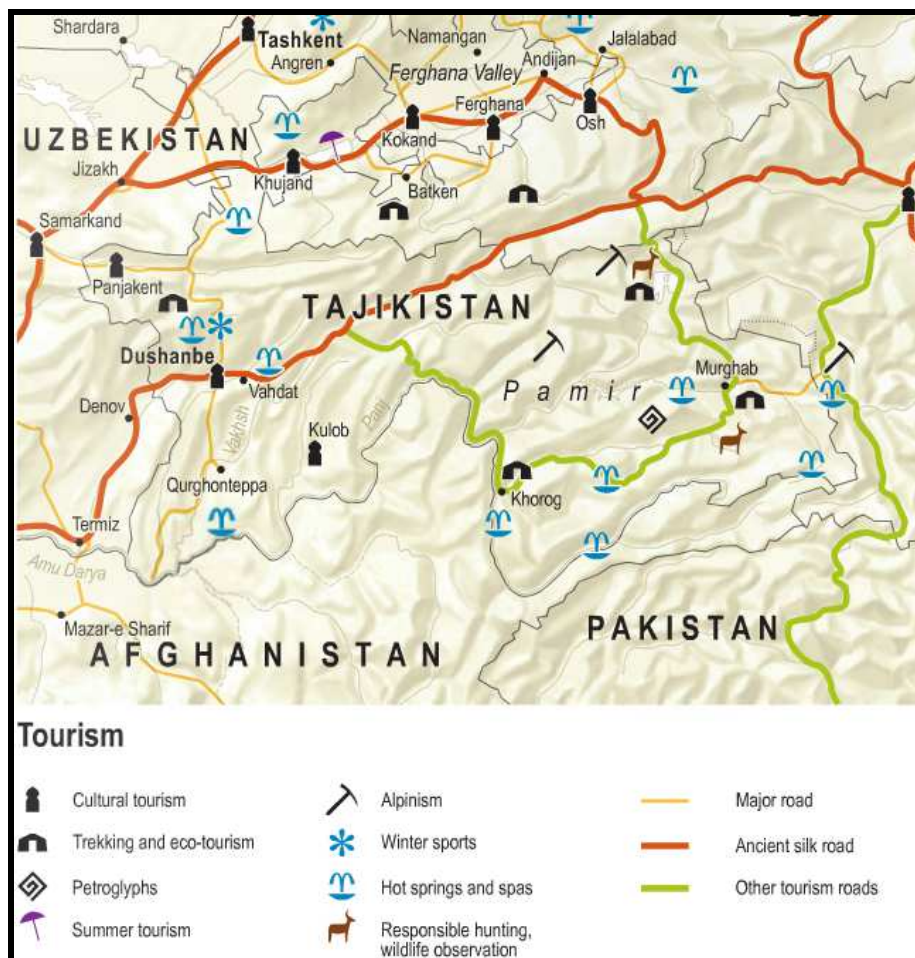 Shardara
Tashkent
Angren
Namangan
Jalalabad
Andijan
Ferghana Valley
Ferghana
Kokand
Osh
UZBEKISTAN
Jizakh
Khujand
Batken
Samarkand
Panjakent
TAJIKISTAN
Dushanbe
Vahdat
Pamir
Murghab
Denov
Vakhsh
Panj
Kulob
Qurghonteppa
Khorog
Termiz
Amu Darya
Mazar-e Sharif
PAKISTAN
AFGHANISTAN
Tourism
Cultural tourism
Trekking and eco-tourism
Petroglyphs
Summer tourism
Alpinism
Winter sports
Hot springs and spas
Responsible hunting,
wildlife observation
Major road
Ancient silk road
Other tourism roads